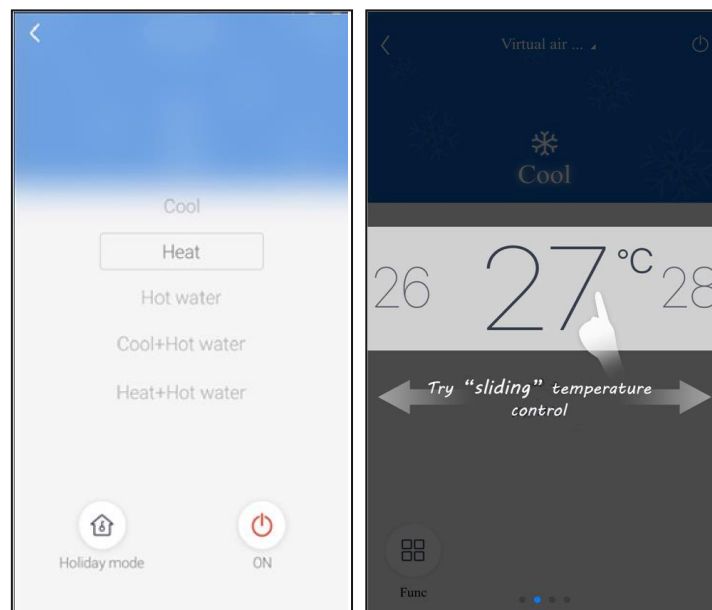 Cool
Heat
Hot water
Cool+Hot water
Heat+Hot water
Holiday mode
ON
Virtual air ...
Cool
26
27°C
28
Try “sliding” temperature
control
Func